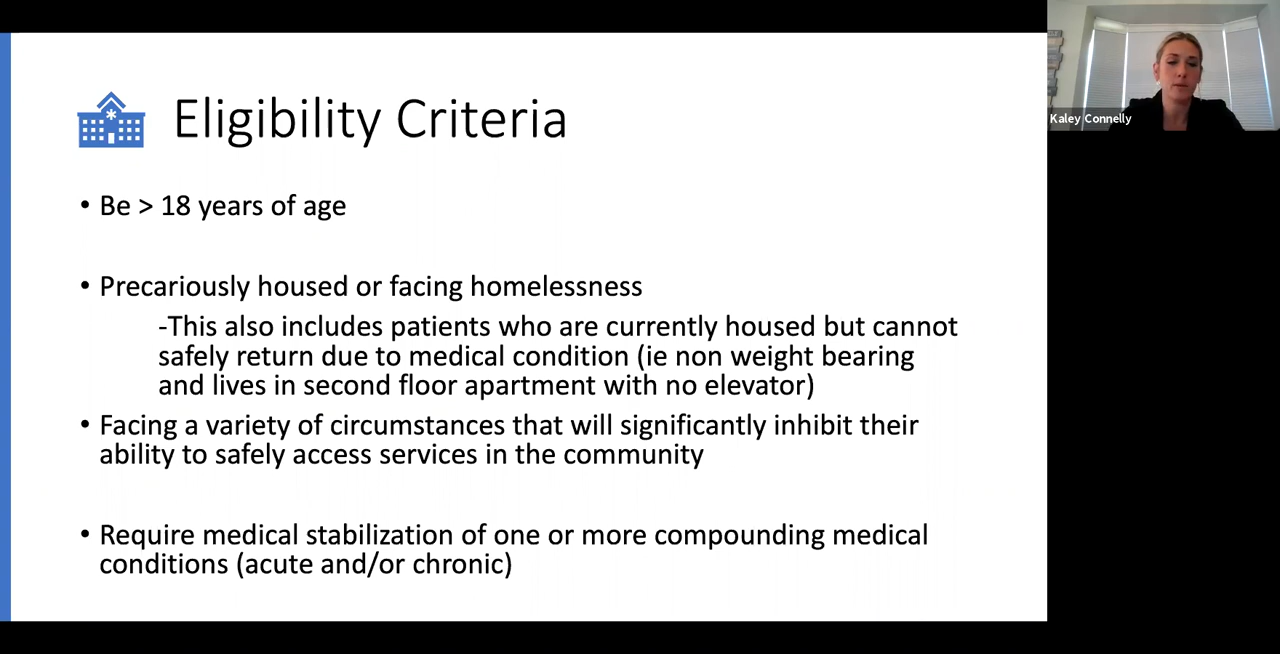 Eligibility Criteria
• Be > 18 years of age
• Precariously housed or facing homelessness
-This also includes patients who are currently housed but cannot
safely return due to medical condition (ie non weight bearing
and lives in second floor apartment with no elevator)
• Facing a variety of circumstances that will significantly inhibit their
ability to safely access services in the community
• Require medical stabilization of one or more compounding medical
conditions (acute and/or chronic)
Kaley Connelly